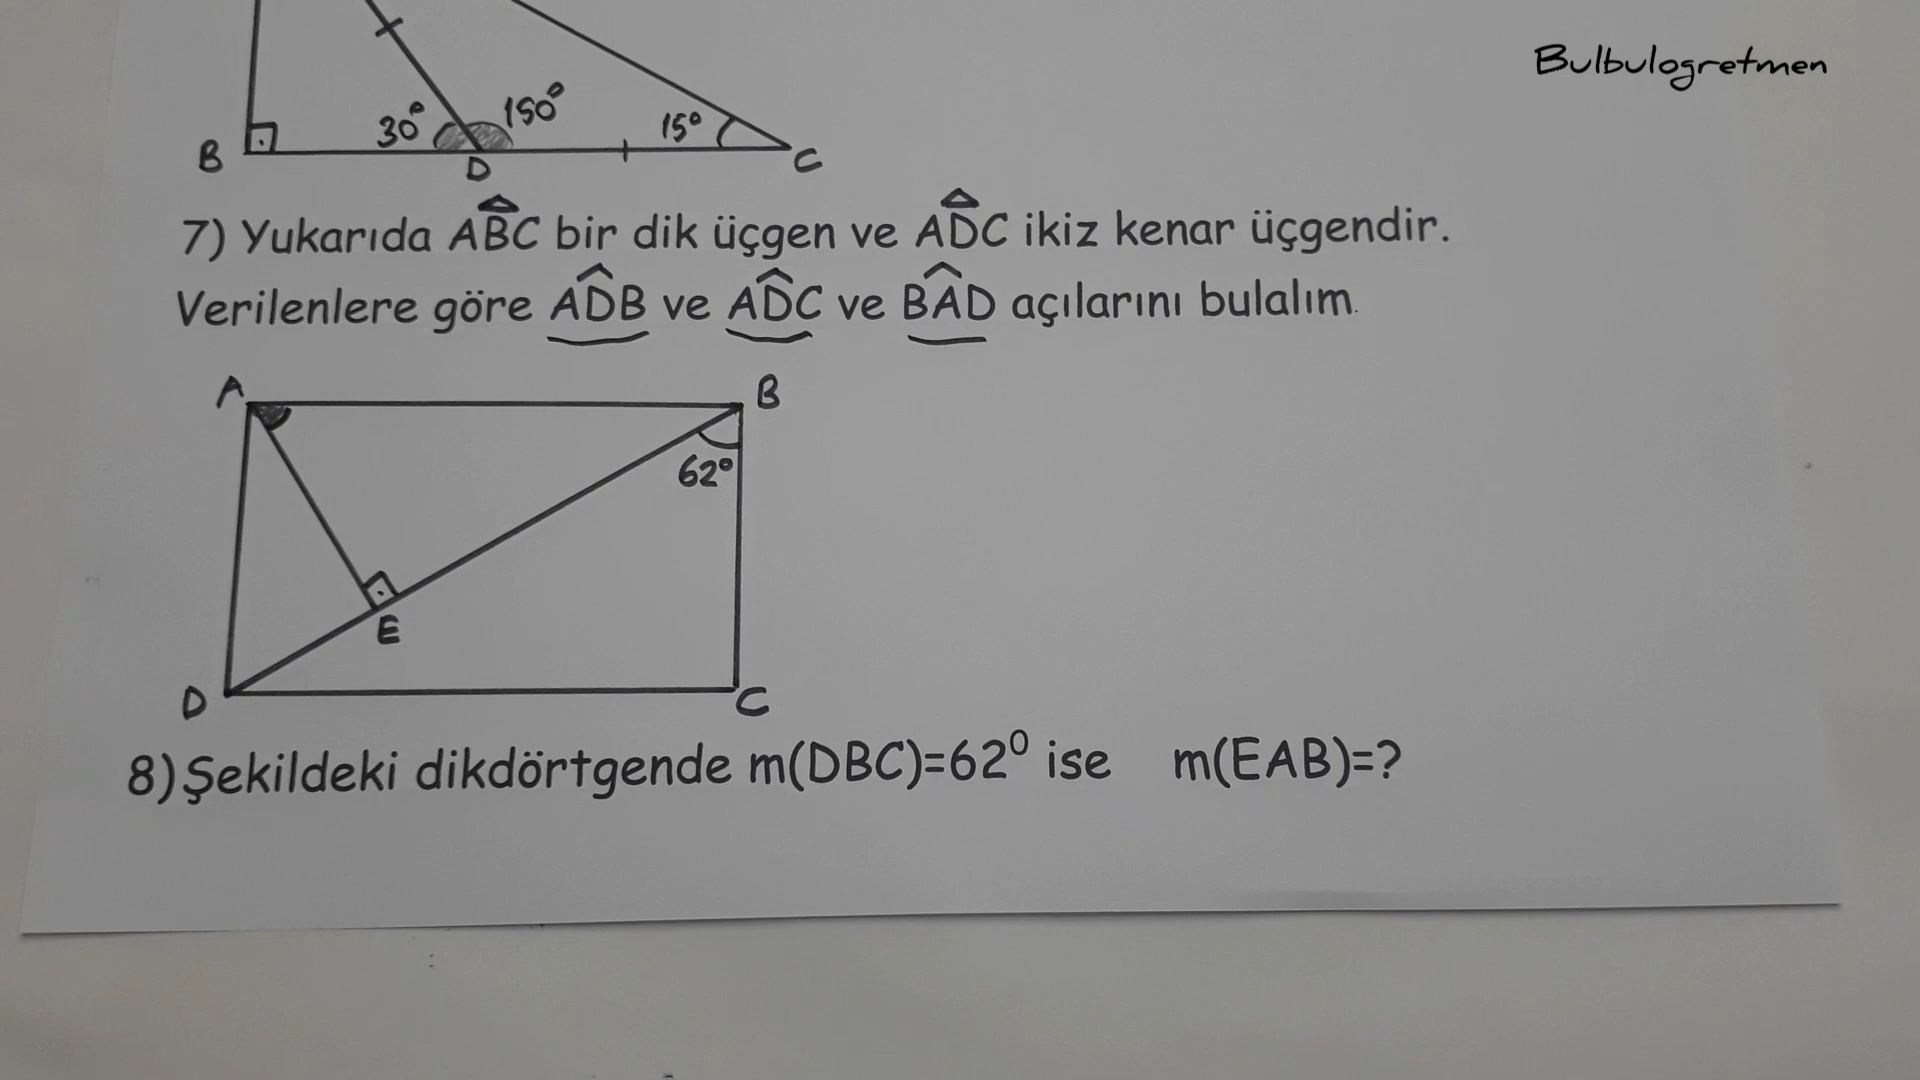 Bulbulogretmen
30° 150° 15°
B D C
7) Yukarıda ABC bir dik üçgen ve ADC ikiz kenar üçgendir.
Verilenlere göre ADB ve ADC ve BAD açılarını bulalım.
A B
62°
E
D C
8) Şekildeki dikdörtgende m(DBC)=62⁰ ise m(EAB)=?